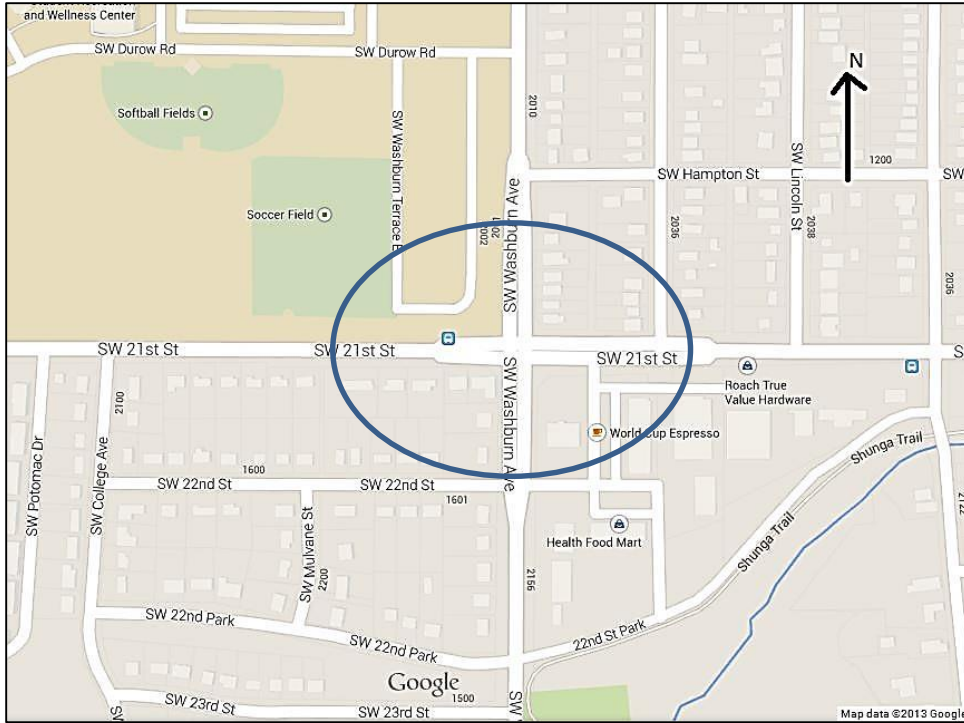 and Wellness Center
SW Durow Rd
SW Durow Rd
N
2010
Softball Fields
SW Washburn Terrace
SW Washburn Ave
SW Hampton St
1200
SW
SW Lincoln St
Soccer Field
2036
2038
2036
SW 21st St
SW 21st St
SW 21st St
2100
SW Washburn Ave
Roach True
Value Hardware
World Cup Espresso
Shunga Trail
SW Potomac Dr
SW College Ave
1600
SW 22nd St
SW 22nd St
1601
2122
SW Mulvane St
2200
Health Food Mart
Shunga Trail
2156
SW 22nd Park
SW 22nd Park
22nd St Park
Google
1500
SW 23rd St
SW 23rd St
SW
Map data ©2013 Google